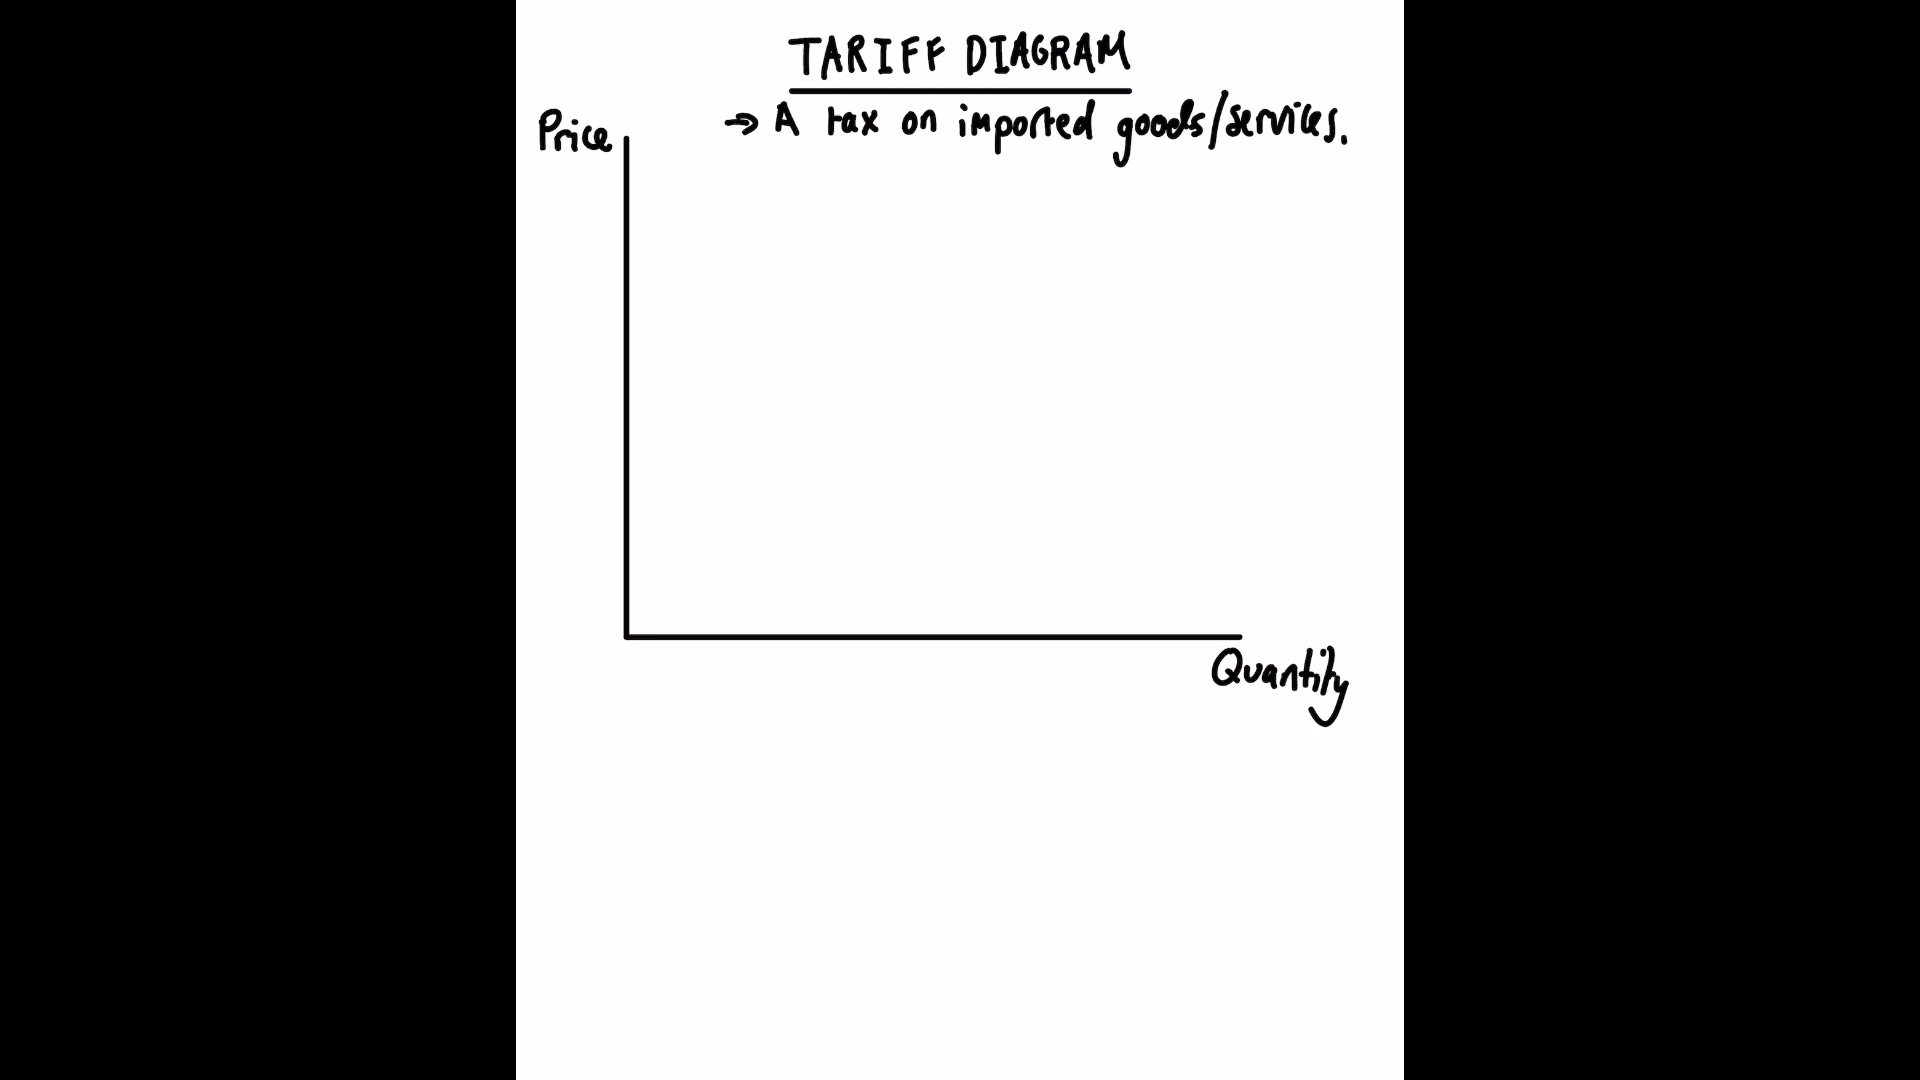 TARIFF DIAGRAM
→ A tax on imported goods/services.
Price
Quantity